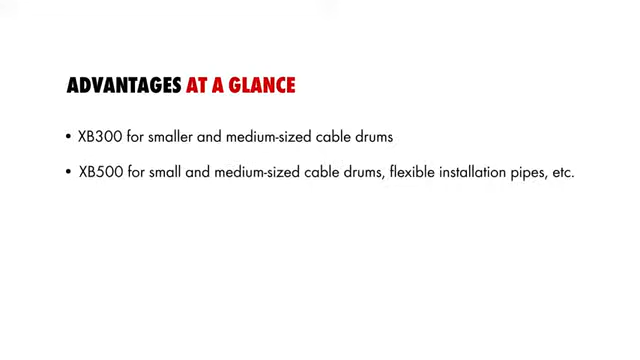 ADVANTAGES AT A GLANCE
• XB300 for smaller and medium-sized cable drums
• XB500 for small and medium-sized cable drums, flexible installation pipes, etc.